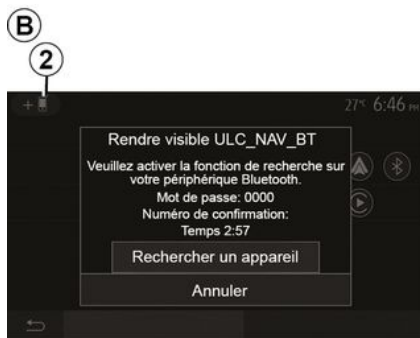 B
2
27°C 6:46 PM
Rendre visible ULC_NAV_BT
Veuillez activer la fonction de recherche sur
votre périphérique Bluetooth.
Mot de passe: 0000
Numéro de confirmation:
Temps 2:57
Rechercher un appareil
Annuler